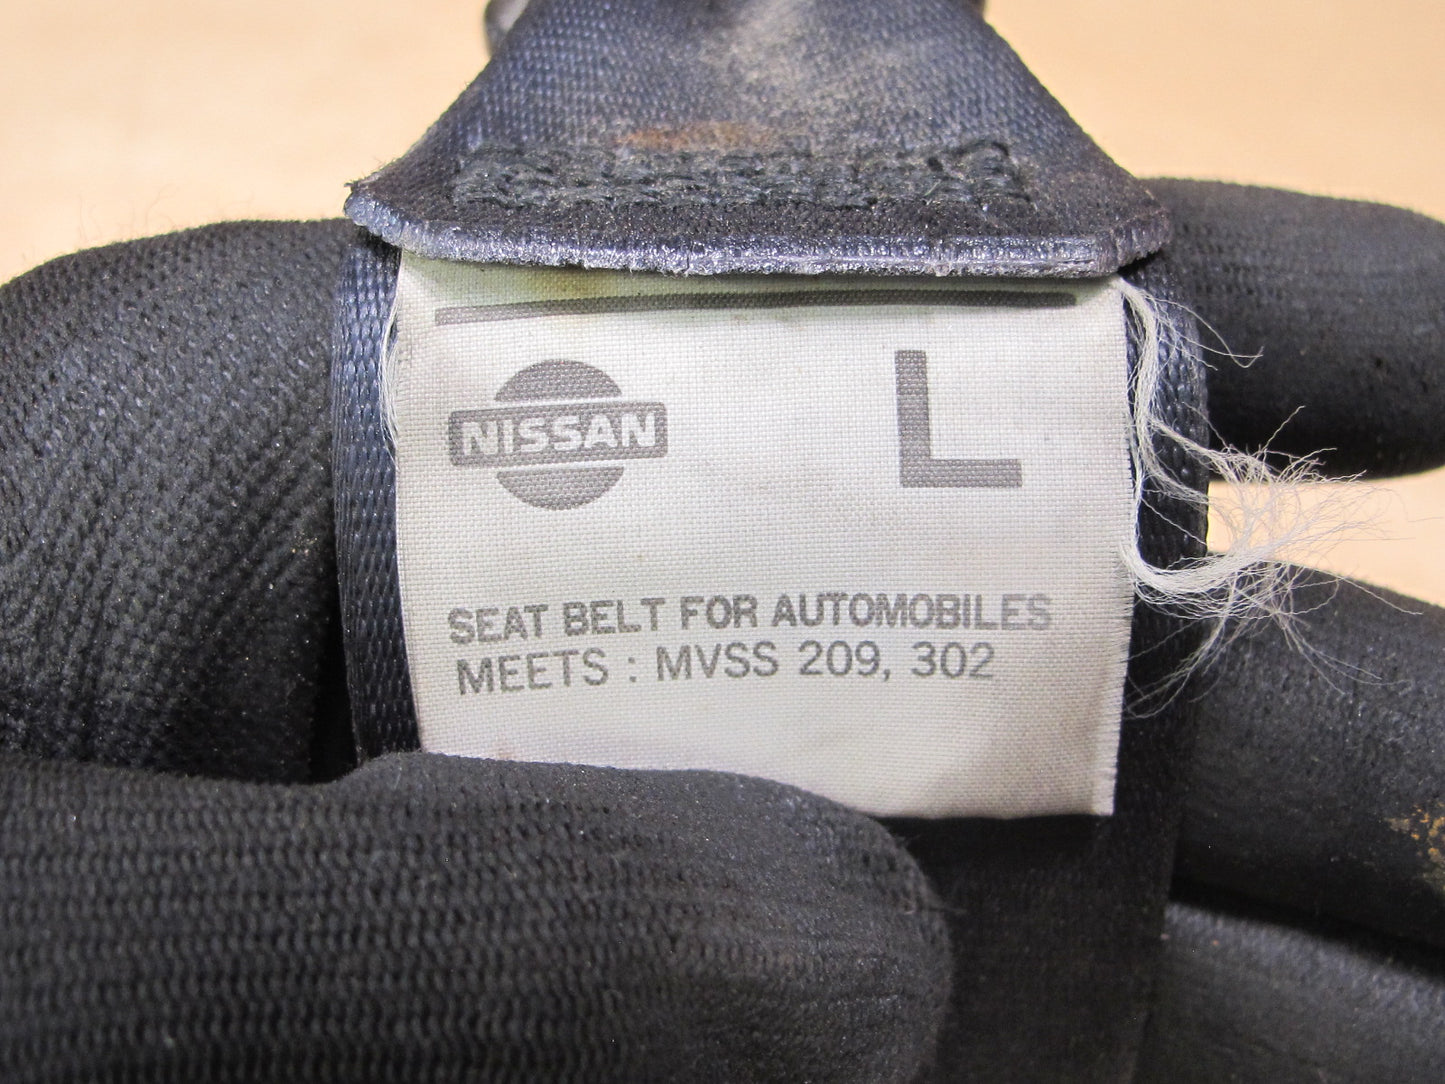 NISSAN
L
SEAT BELT FOR AUTOMOBILES
MEETS : MVSS 209, 302